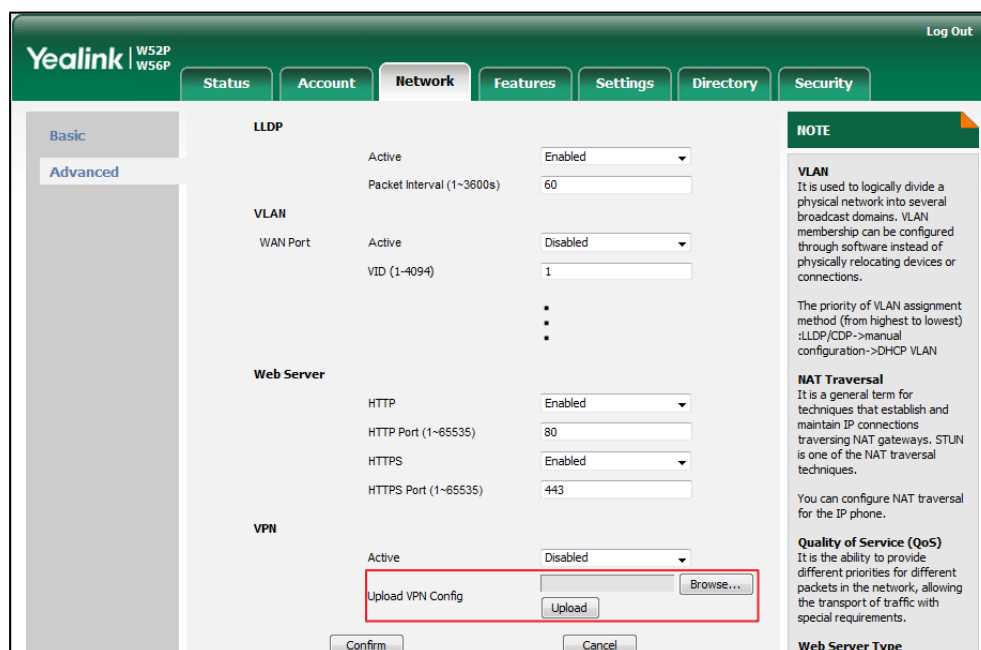 Log Out
Yealink | W52P
W56P
Status Account Network Features Settings Directory Security
Basic
Advanced
LLDP
Active Enabled
Packet Interval (1~3600s) 60
VLAN
WAN Port Active Disabled
VID (1-4094) 1
Web Server
HTTP Enabled
HTTP Port (1~65535) 80
HTTPS Enabled
HTTPS Port (1~65535) 443
VPN
Active Disabled
Upload VPN Config Browse...
Upload
Confirm Cancel
NOTE
VLAN
It is used to logically divide a
physical network into several
broadcast domains. VLAN
membership can be configured
through software instead of
physically relocating devices or
connections.
The priority of VLAN assignment
method (from highest to lowest)
:LLDP/CDP->manual
configuration->DHCP VLAN
NAT Traversal
It is a general term for
techniques that establish and
maintain IP connections
traversing NAT gateways. STUN
is one of the NAT traversal
techniques.
You can configure NAT traversal
for the IP phone.
Quality of Service (QoS)
It is the ability to provide
different priorities for different
packets in the network, allowing
the transport of traffic with
special requirements.
Web Server Type